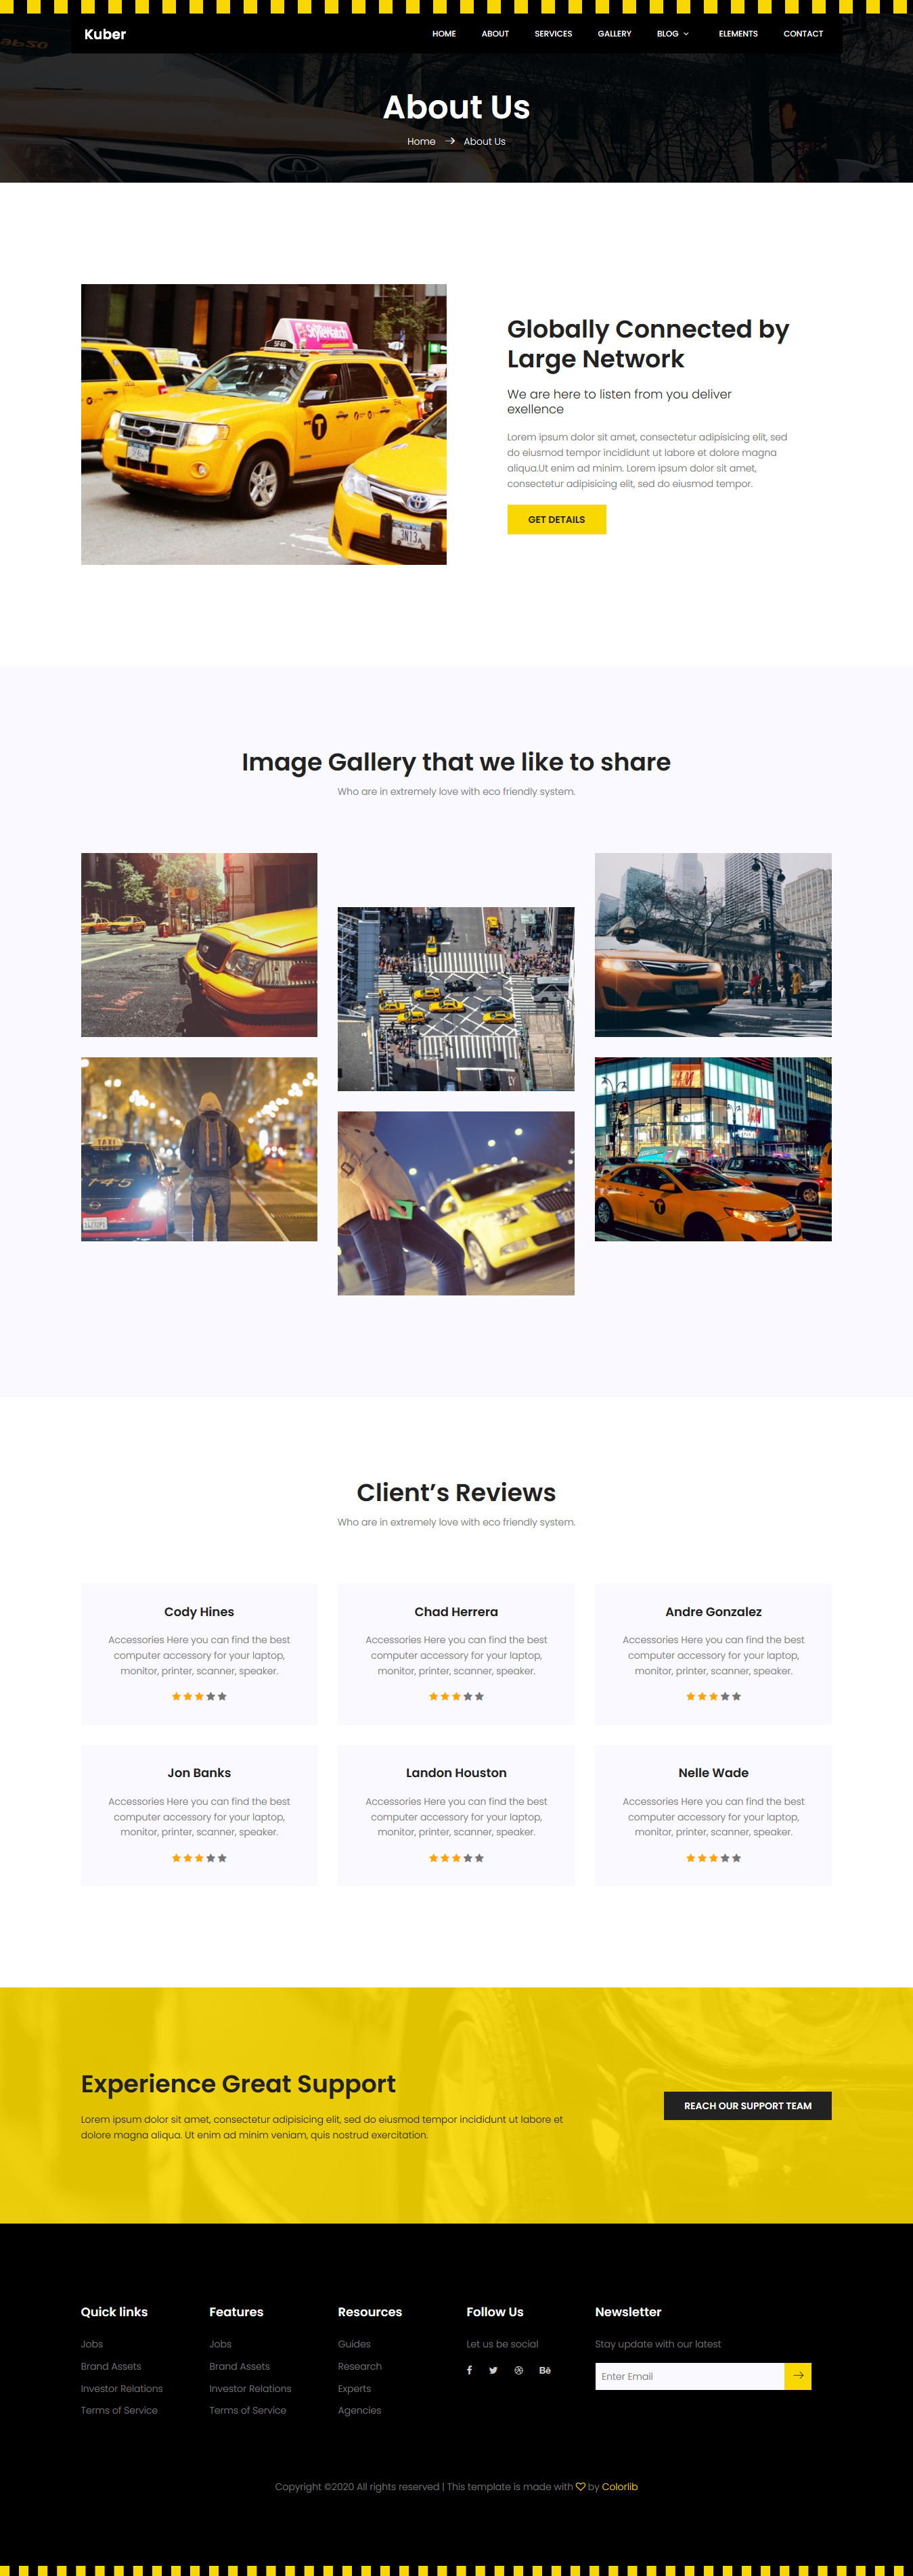 Kuber
HOME ABOUT SERVICES GALLERY BLOG ELEMENTS CONTACT
About Us
Home → About Us
StyleWatch
5F46
T
3N13A
Globally Connected by
Large Network
We are here to listen from you deliver
exellence
Lorem ipsum dolor sit amet, consectetur adipisicing elit, sed
do eiusmod tempor incididunt ut labore et dolore magna
aliqua.Ut enim ad minim. Lorem ipsum dolor sit amet,
consectetur adipisicing elit, sed do eiusmod tempor.
GET DETAILS
Image Gallery that we like to share
Who are in extremely love with eco friendly system.
TAXI
145
T
Client’s Reviews
Who are in extremely love with eco friendly system.
Cody Hines
Accessories Here you can find the best
computer accessory for your laptop,
monitor, printer, scanner, speaker.
Chad Herrera
Accessories Here you can find the best
computer accessory for your laptop,
monitor, printer, scanner, speaker.
Andre Gonzalez
Accessories Here you can find the best
computer accessory for your laptop,
monitor, printer, scanner, speaker.
Jon Banks
Accessories Here you can find the best
computer accessory for your laptop,
monitor, printer, scanner, speaker.
Landon Houston
Accessories Here you can find the best
computer accessory for your laptop,
monitor, printer, scanner, speaker.
Nelle Wade
Accessories Here you can find the best
computer accessory for your laptop,
monitor, printer, scanner, speaker.
Experience Great Support
Lorem ipsum dolor sit amet, consectetur adipisicing elit, sed do eiusmod tempor incididunt ut labore et
dolore magna aliqua. Ut enim ad minim veniam, quis nostrud exercitation.
REACH OUR SUPPORT TEAM
Quick links
Jobs
Brand Assets
Investor Relations
Terms of Service
Features
Jobs
Brand Assets
Investor Relations
Terms of Service
Resources
Guides
Research
Experts
Agencies
Follow Us
Let us be social
Bē
Newsletter
Stay update with our latest
Enter Email
Copyright ©2020 All rights reserved | This template is made with ♡ by Colorlib